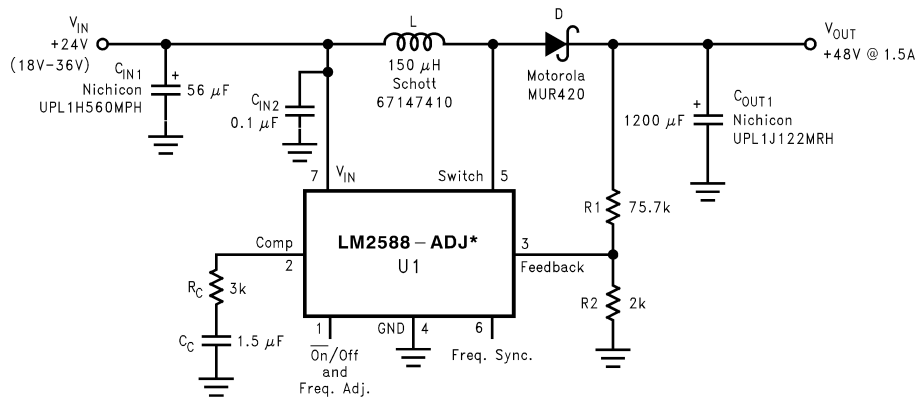 V_IN
+24V
(18V-36V)
C_IN1
Nichicon
UPL1H560MPH
+
56 μF
C_IN2
0.1 μF
L
150 μH
Schott
67147410
D
Motorola
MUR420
V_OUT
+48V @ 1.5A
+
1200 μF
C_OUT1
Nichicon
UPL1J122MRH
7
V_IN
Switch
5
R1
75.7k
LM2588-ADJ*
U1
Comp
2
3
Feedback
R_C
3k
C_C
1.5 μF
R2
2k
1
GND
4
6
O̅n̅/Off
and
Freq. Adj.
Freq. Sync.